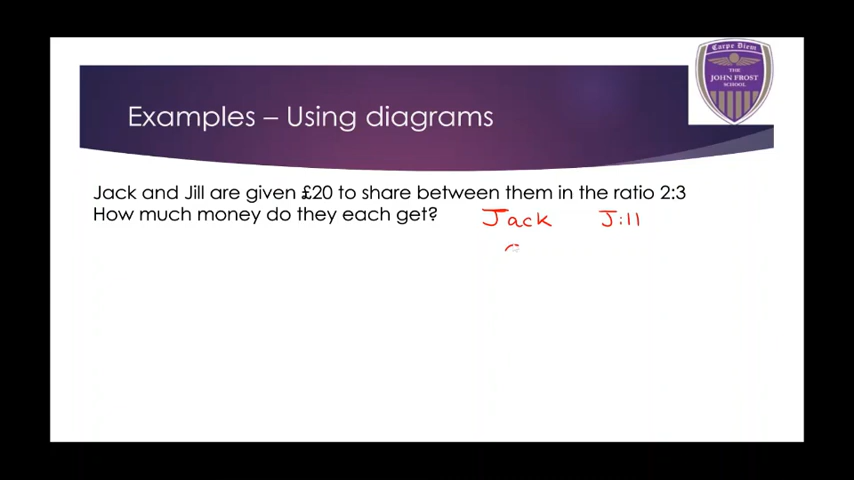 Carpe Diem
THE
JOHN FROST
SCHOOL
Examples – Using diagrams
Jack and Jill are given £20 to share between them in the ratio 2:3
How much money do they each get?
Jack Jill